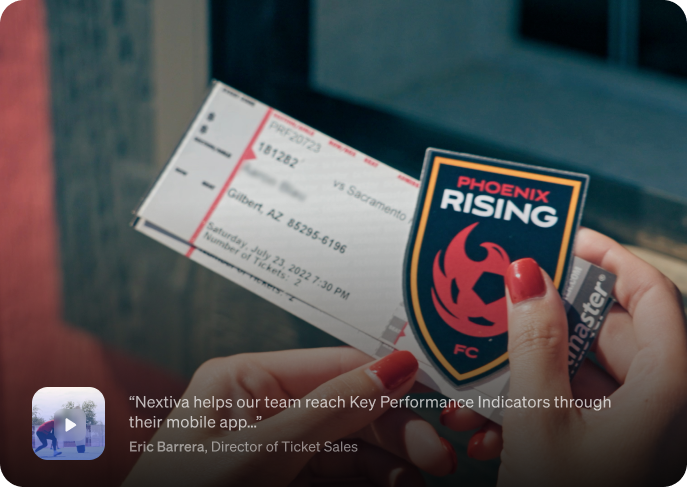 PRF20723
181282
vs Sacramento
Gilbert, AZ 85295-6196
Saturday, July 23, 2022 7:30 PM
Number of Tickets: 2
PHOENIX
RISING
FC
master®
“Nextiva helps our team reach Key Performance Indicators through
their mobile app...”
Eric Barrera, Director of Ticket Sales